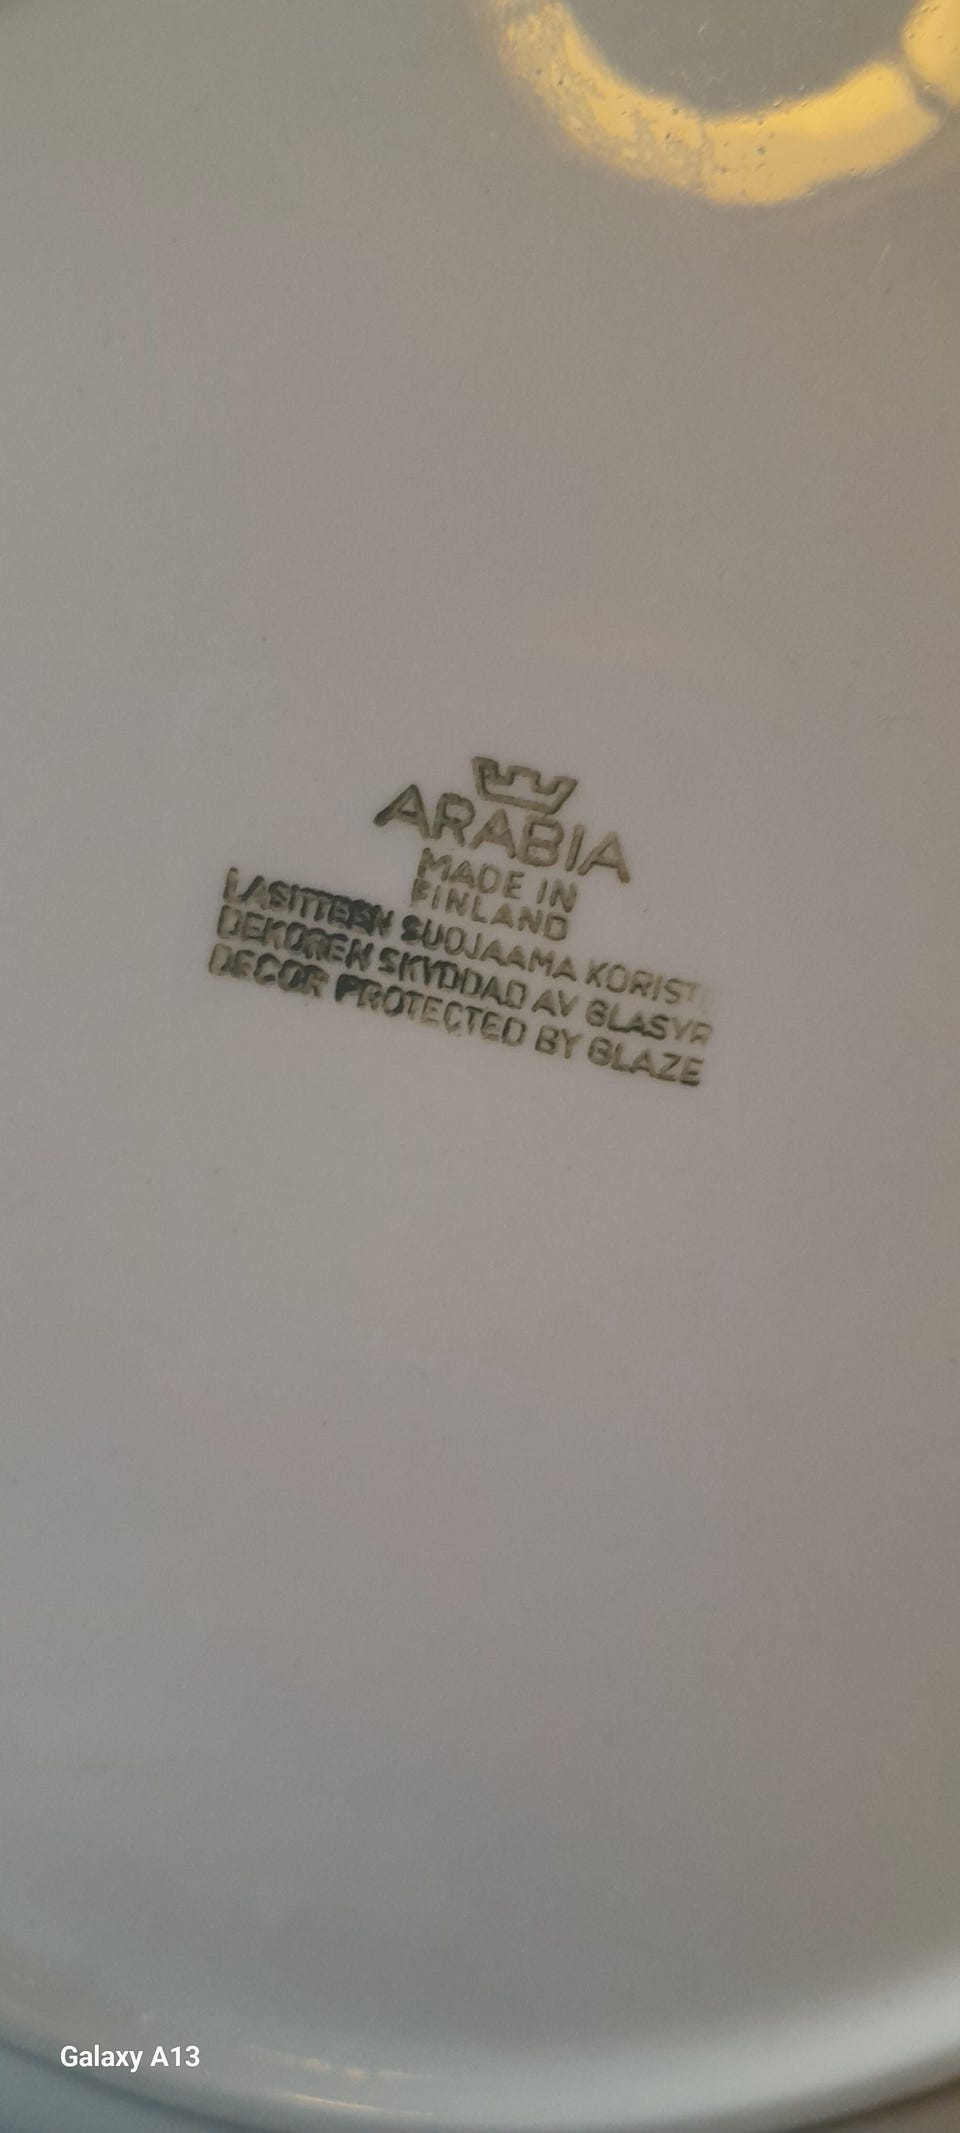 ARABIA
MADE IN
FINLAND
LASITTEEN SUOJAAMA KORISTE
DEKOREN SKYDDAD AV GLASYR
DECOR PROTECTED BY GLAZE
Galaxy A13